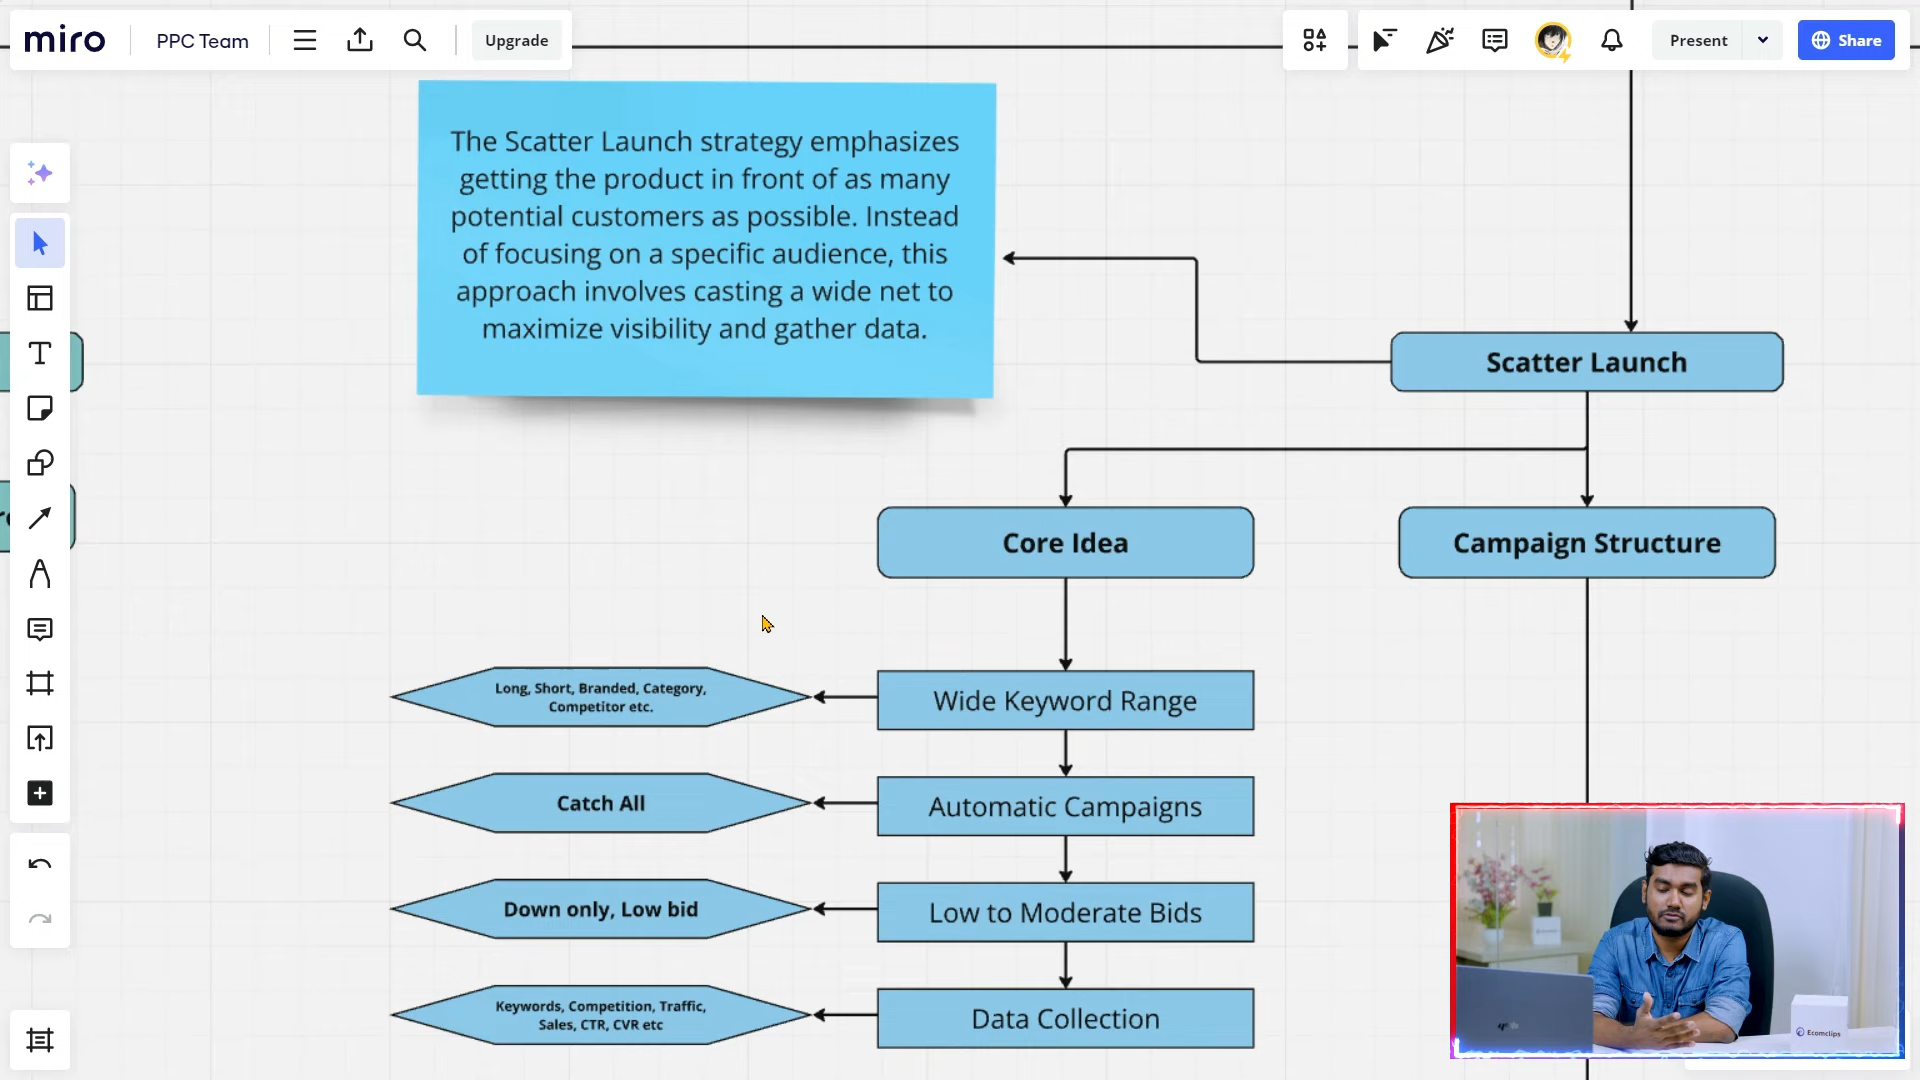 miro
PPC Team
Upgrade
Present
Share
The Scatter Launch strategy emphasizes
getting the product in front of as many
potential customers as possible. Instead
of focusing on a specific audience, this
approach involves casting a wide net to
maximize visibility and gather data.
Scatter Launch
Core Idea
Campaign Structure
Long, Short, Branded, Category,
Competitor etc.
Wide Keyword Range
Catch All
Automatic Campaigns
Down only, Low bid
Low to Moderate Bids
Keywords, Competition, Traffic,
Sales, CTR, CVR etc
Data Collection
Ecomclips